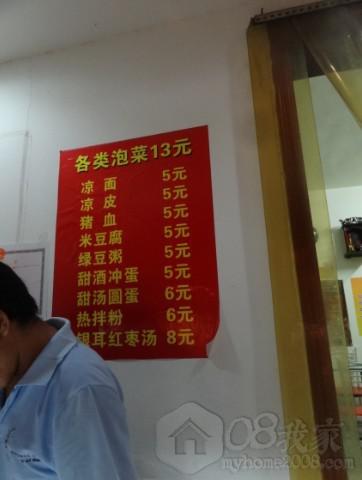 各类泡菜13元
凉面 5元
凉皮 5元
猪血 5元
米豆腐 5元
绿豆粥 5元
甜酒冲蛋 5元
甜汤圆蛋 6元
热拌粉 6元
银耳红枣汤 8元
08我家
myhome2008.com